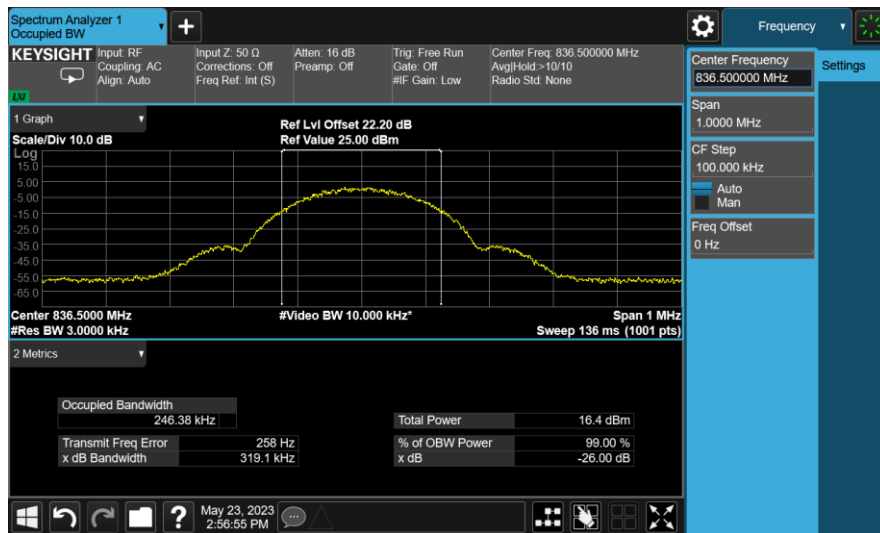 Spectrum Analyzer 1
Occupied BW
KEYSIGHT
Input: RF
Coupling: AC
Align: Auto
Input Z: 50 Ω
Corrections: Off
Freq Ref: Int (S)
Atten: 16 dB
Preamp: Off
Trig: Free Run
Gate: Off
#IF Gain: Low
Center Freq: 836.500000 MHz
Avg|Hold:>10/10
Radio Std: None
LXI
1 Graph
Scale/Div 10.0 dB
Ref Lvl Offset 22.20 dB
Ref Value 25.00 dBm
Log
15.0
5.00
-5.00
-15.0
-25.0
-35.0
-45.0
-55.0
-65.0
Center 836.5000 MHz
#Res BW 3.0000 kHz
#Video BW 10.000 kHz*
Span 1 MHz
Sweep 136 ms (1001 pts)
2 Metrics
Occupied Bandwidth
246.38 kHz
Transmit Freq Error 258 Hz
x dB Bandwidth 319.1 kHz
Total Power 16.4 dBm
% of OBW Power 99.00 %
x dB -26.00 dB
May 23, 2023
2:56:55 PM
Frequency
Settings
Center Frequency
836.500000 MHz
Span
1.0000 MHz
CF Step
100.000 kHz
Auto
Man
Freq Offset
0 Hz